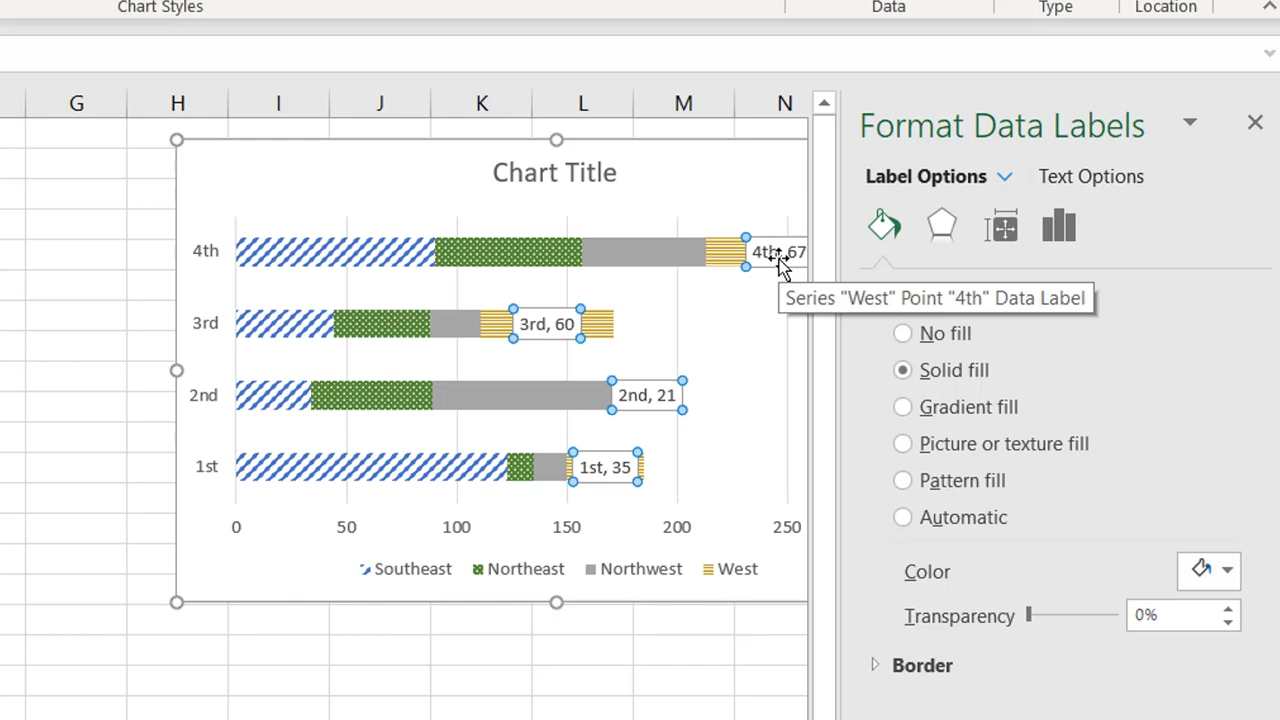 Chart Styles
Data
Type
Location
G
H
I
J
K
L
M
N
Format Data Labels
Label Options
Text Options
Chart Title
4th
4th, 67
Series "West" Point "4th" Data Label
3rd
3rd, 60
2nd
2nd, 21
1st
1st, 35
0
50
100
150
200
250
Southeast
Northeast
Northwest
West
No fill
Solid fill
Gradient fill
Picture or texture fill
Pattern fill
Automatic
Color
Transparency
0%
Border